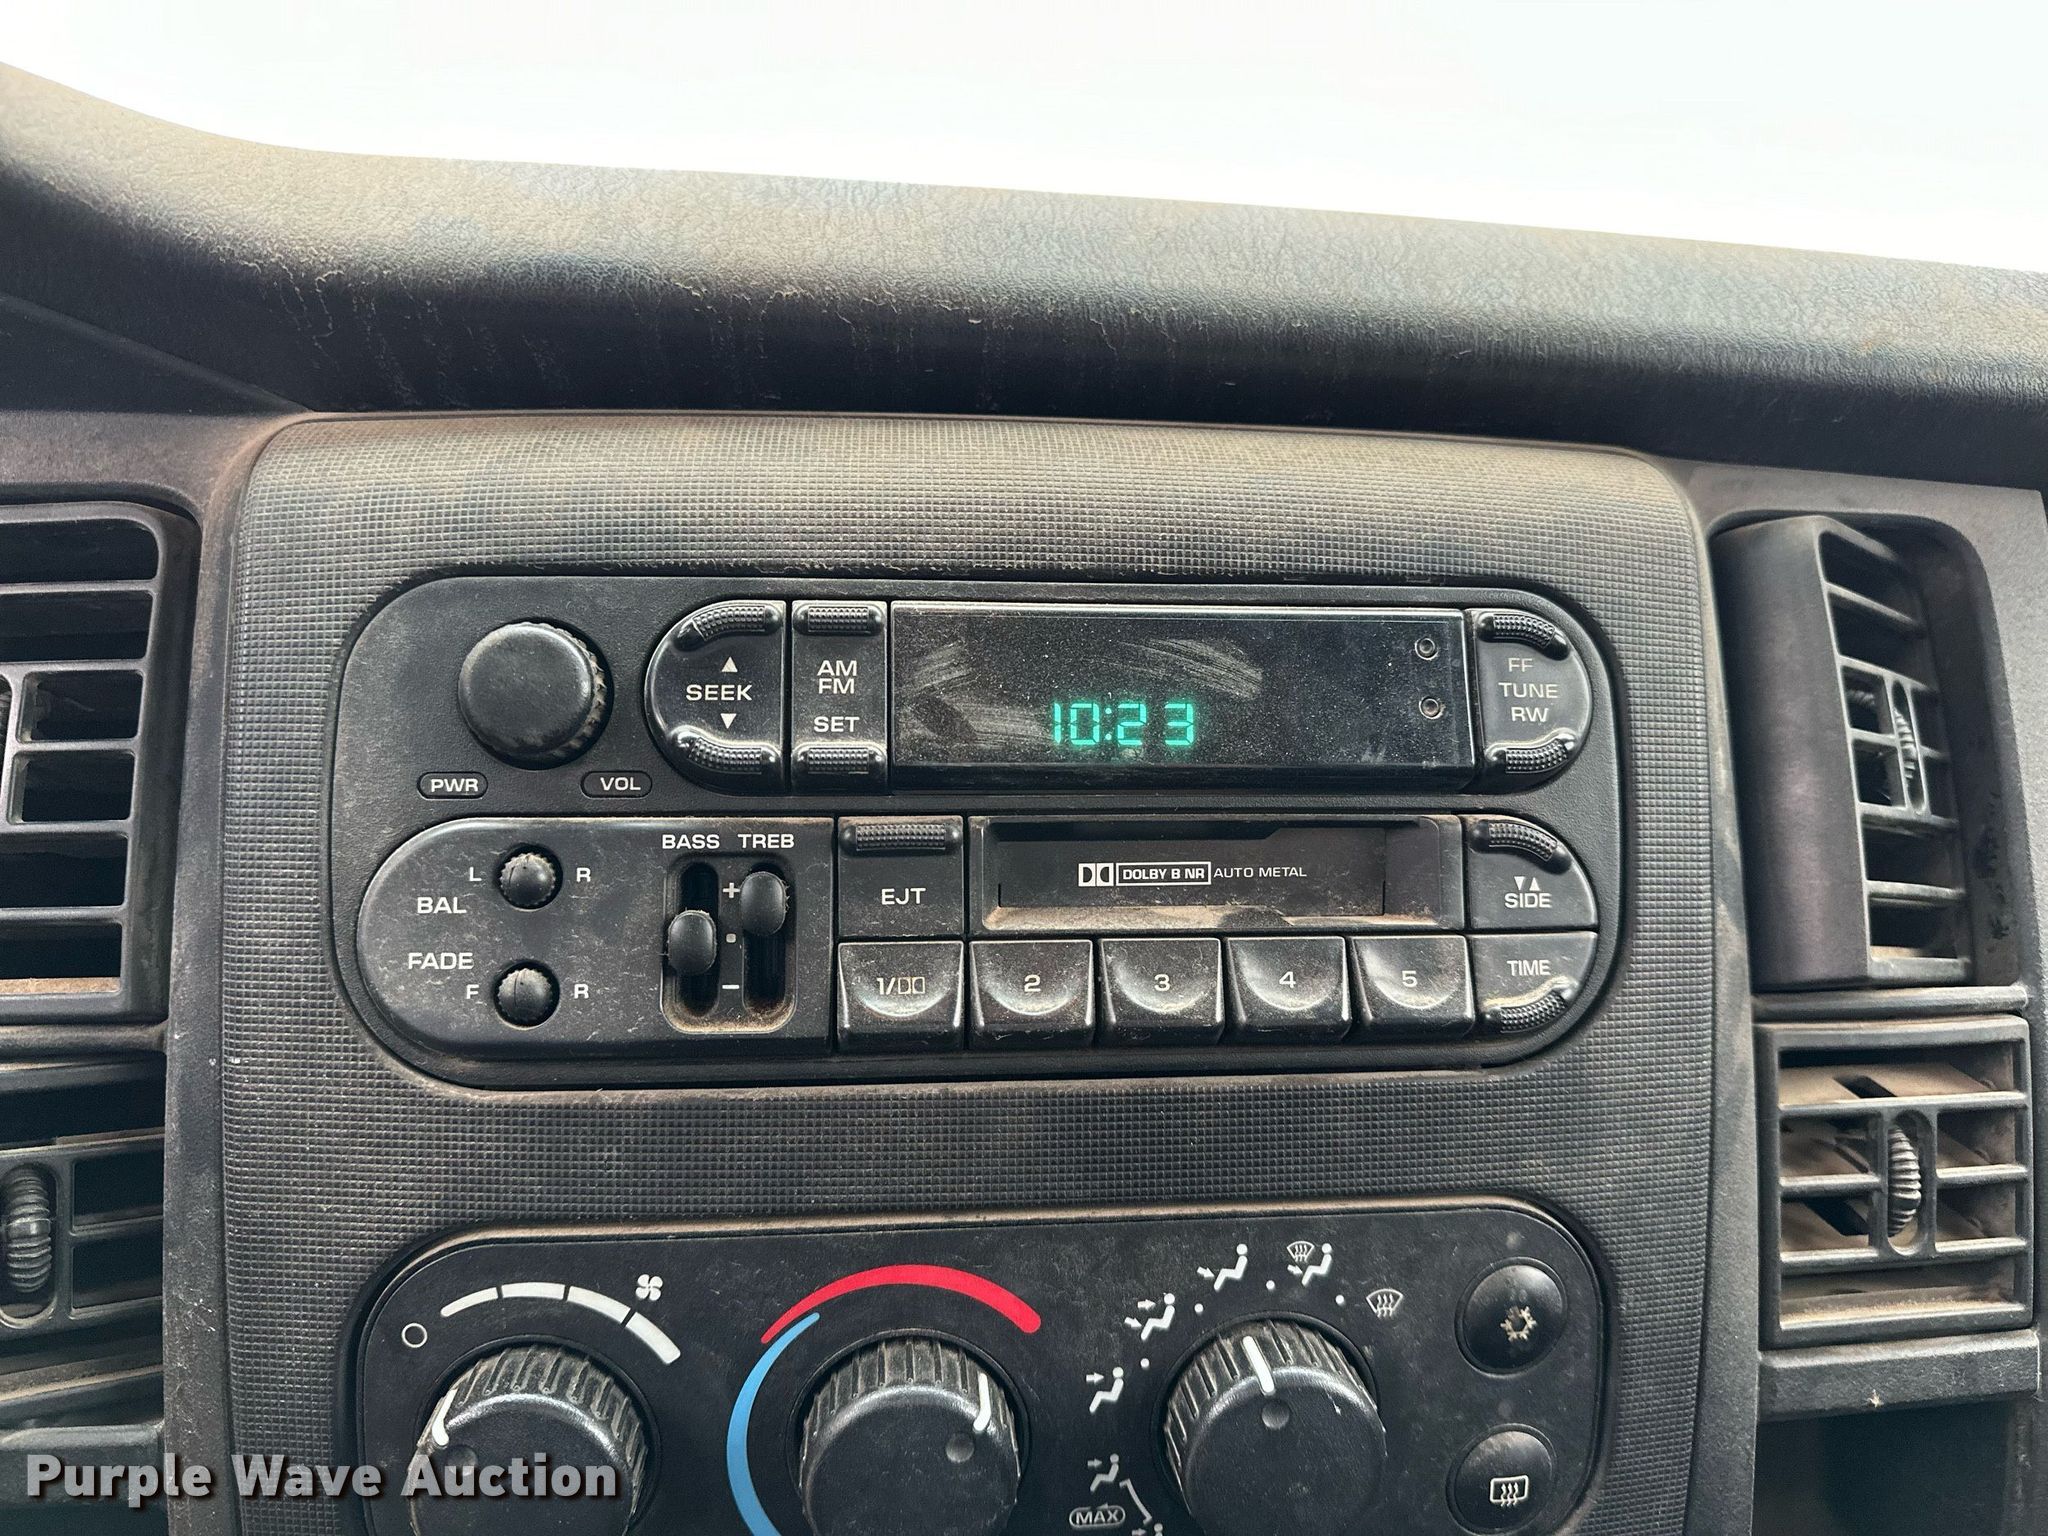 AM
FM
SEEK
SET
10:23
FF
TUNE
RW
PWR
VOL
BASS TREB
L R
BAL
+
EJT
DOLBY B NR AUTO METAL
SIDE
FADE
F R
−
1/
2
3
4
5
TIME
MAX
Purple Wave Auction